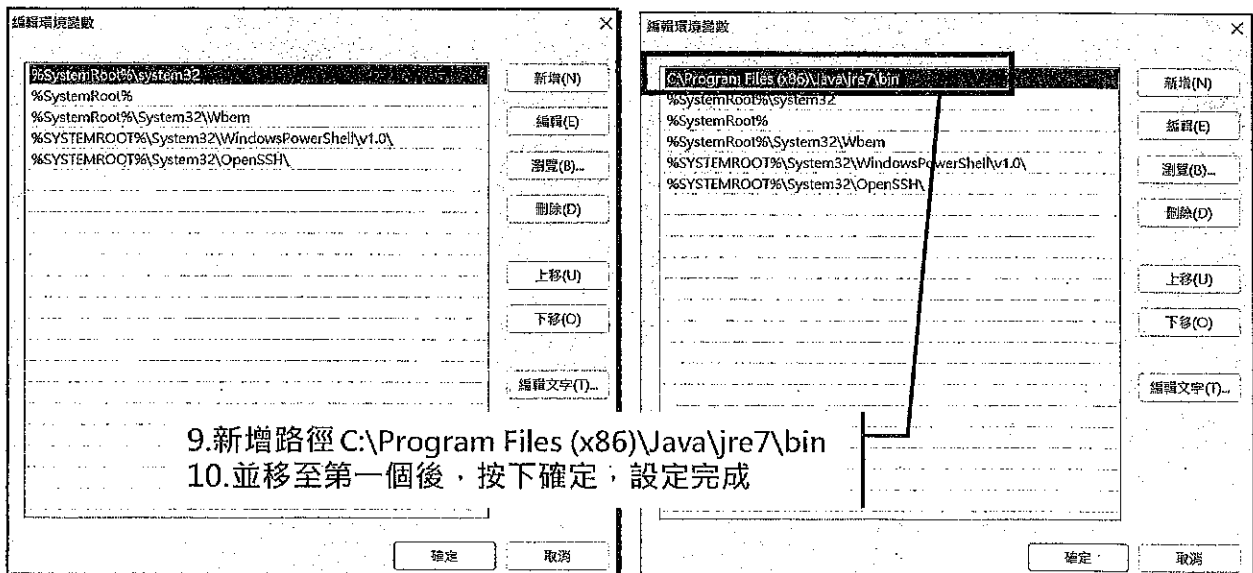 編輯環境變數
%SystemRoot%\system32
%SystemRoot%
%SystemRoot%\System32\Wbem
%SYSTEMROOT%\System32\WindowsPowerShell\v1.0\
%SYSTEMROOT%\System32\OpenSSH\
新增(N)
編輯(E)
瀏覽(B)...
刪除(D)
上移(U)
下移(O)
編輯文字(T)...
確定
取消
編輯環境變數
C:\Program Files (x86)\Java\jre7\bin
%SystemRoot%\system32
%SystemRoot%
%SystemRoot%\System32\Wbem
%SYSTEMROOT%\System32\WindowsPowerShell\v1.0\
%SYSTEMROOT%\System32\OpenSSH\
新增(N)
編輯(E)
瀏覽(B)...
刪除(D)
上移(U)
下移(O)
編輯文字(T)...
9.新增路徑 C:\Program Files (x86)\Java\jre7\bin
10.並移至第一個後，按下確定，設定完成
確定
取消